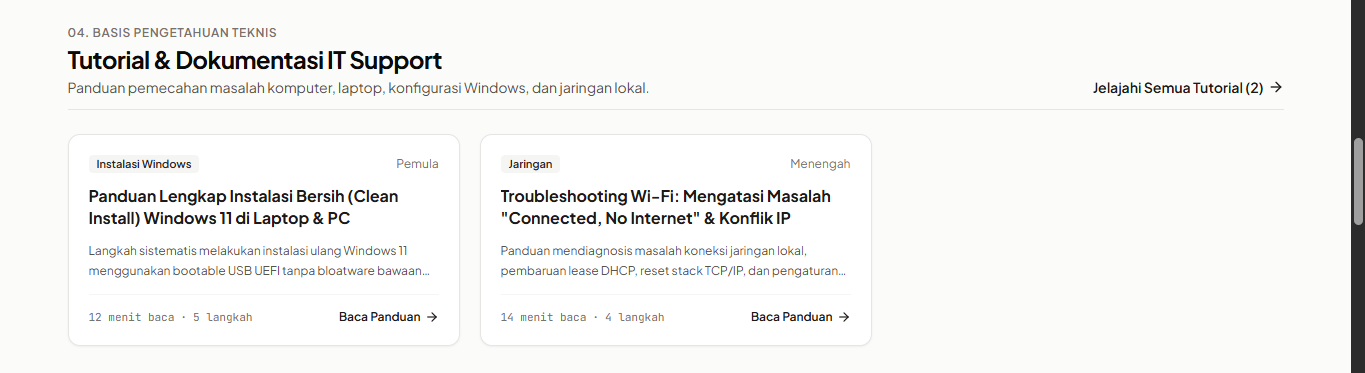 04. BASIS PENGETAHUAN TEKNIS
Tutorial & Dokumentasi IT Support
Panduan pemecahan masalah komputer, laptop, konfigurasi Windows, dan jaringan lokal.
Jelajahi Semua Tutorial (2) →
Instalasi Windows
Pemula
Panduan Lengkap Instalasi Bersih (Clean
Install) Windows 11 di Laptop & PC
Langkah sistematis melakukan instalasi ulang Windows 11
menggunakan bootable USB UEFI tanpa bloatware bawaan...
12 menit baca · 5 langkah
Baca Panduan →
Jaringan
Menengah
Troubleshooting Wi-Fi: Mengatasi Masalah
"Connected, No Internet" & Konflik IP
Panduan mendiagnosis masalah koneksi jaringan lokal,
pembaruan lease DHCP, reset stack TCP/IP, dan pengaturan...
14 menit baca · 4 langkah
Baca Panduan →